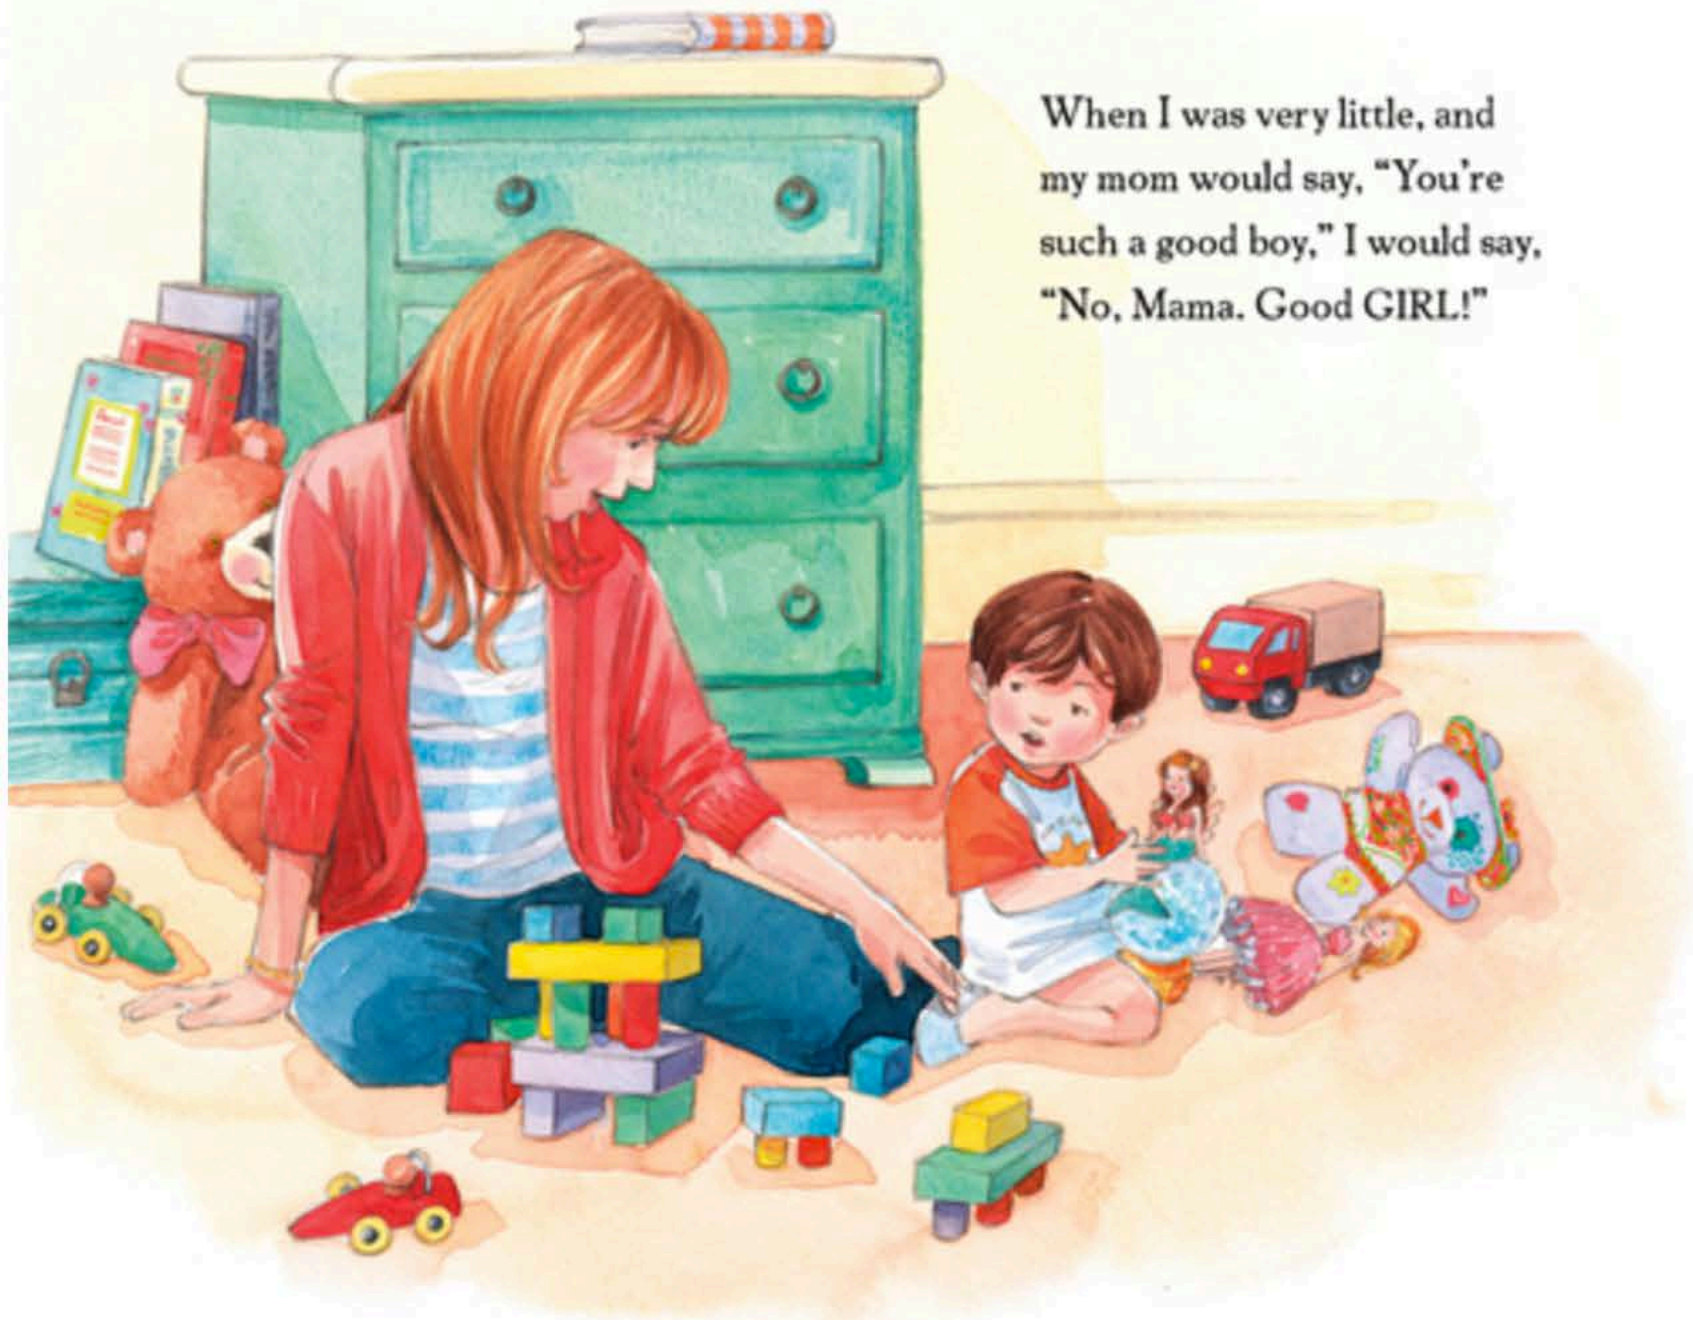 When I was very little, and
my mom would say, “You’re
such a good boy,” I would say,
“No, Mama. Good GIRL!”